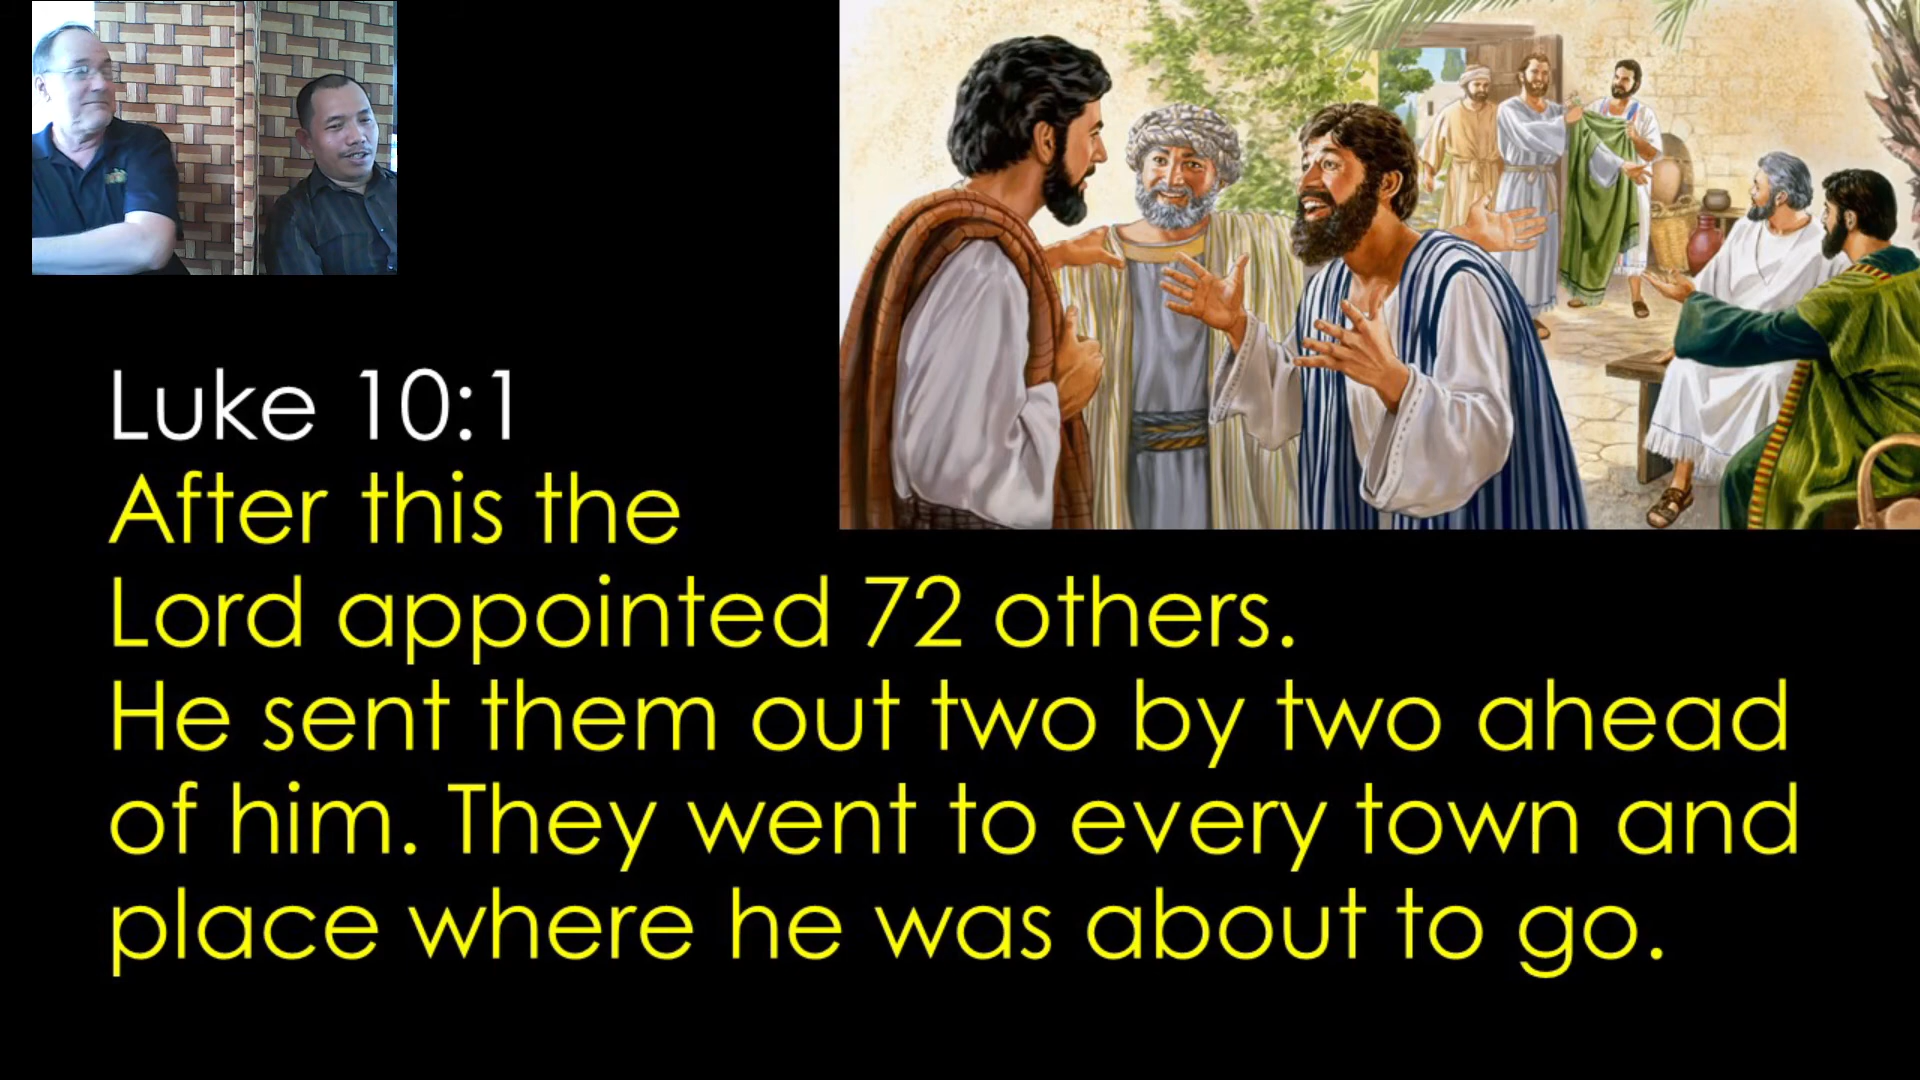 Luke 10:1
After this the
Lord appointed 72 others.
He sent them out two by two ahead
of him. They went to every town and
place where he was about to go.